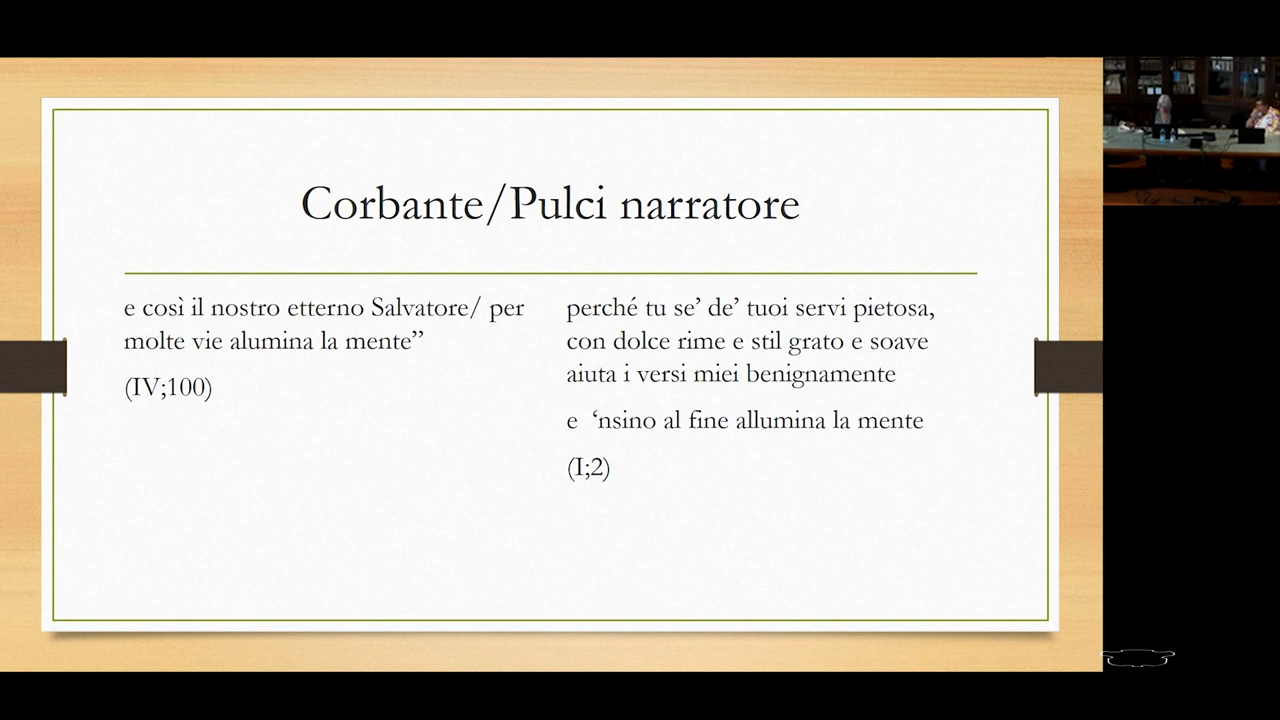 Corbante/Pulci narratore
e così il nostro etterno Salvatore/ per
molte vie alumina la mente”
(IV;100)
perché tu se’ de’ tuoi servi pietosa,
con dolce rime e stil grato e soave
aiuta i versi miei benignamente
e ‘nsino al fine allumina la mente
(I;2)